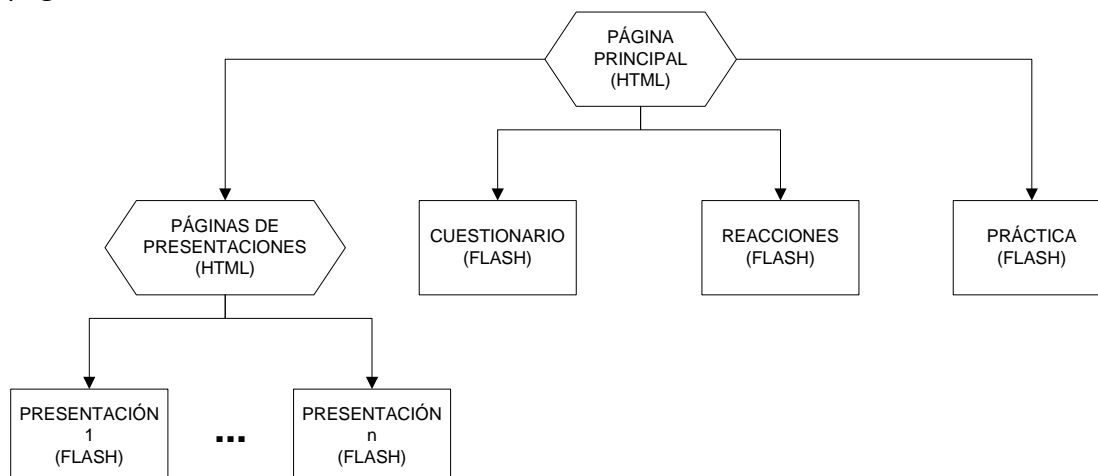 PÁGINA
PRINCIPAL
(HTML)
PÁGINAS DE
PRESENTACIONES
(HTML)
CUESTIONARIO
(FLASH)
REACCIONES
(FLASH)
PRÁCTICA
(FLASH)
PRESENTACIÓN
1
(FLASH)
...
PRESENTACIÓN
n
(FLASH)